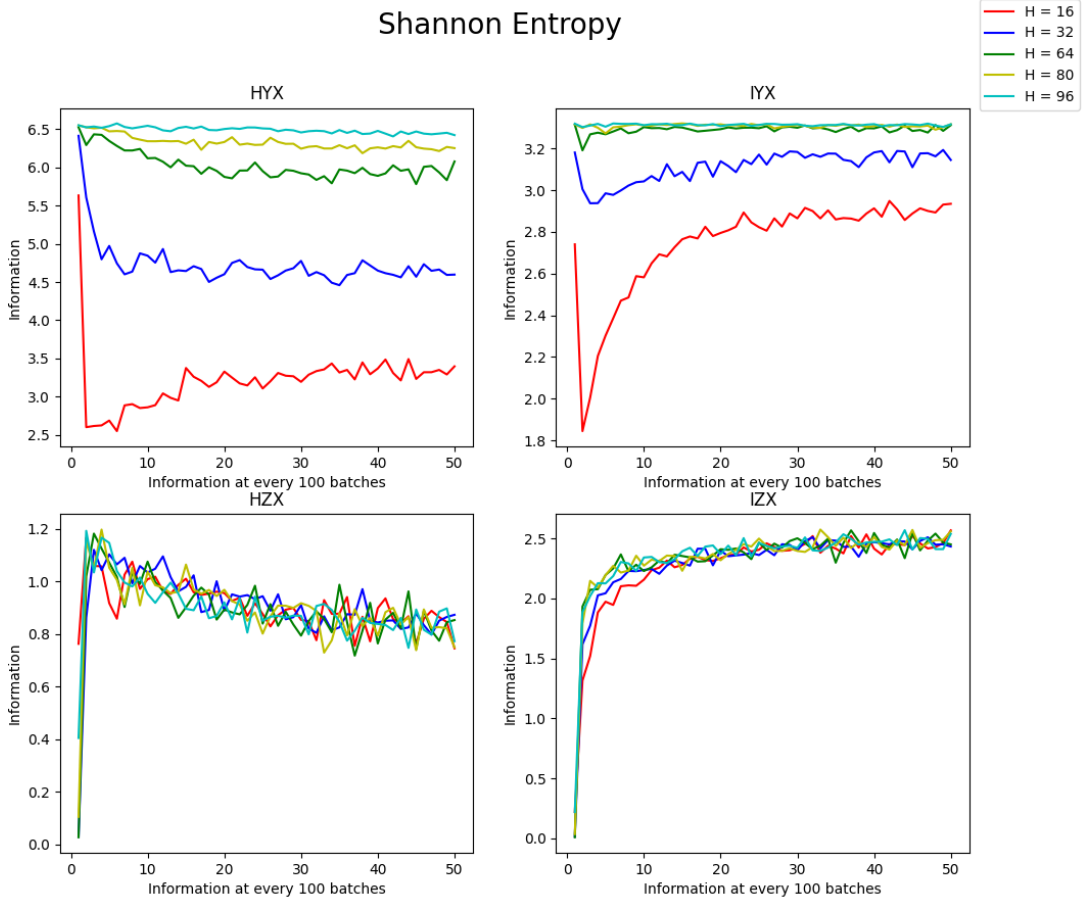 Shannon Entropy
H = 16
H = 32
H = 64
H = 80
H = 96
HYX
6.5
6.0
5.5
5.0
4.5
4.0
3.5
3.0
2.5
Information
0 10 20 30 40 50
Information at every 100 batches
IYX
3.2
3.0
2.8
2.6
2.4
2.2
2.0
1.8
Information
0 10 20 30 40 50
Information at every 100 batches
HZX
1.2
1.0
0.8
0.6
0.4
0.2
0.0
Information
0 10 20 30 40 50
Information at every 100 batches
IZX
2.5
2.0
1.5
1.0
0.5
0.0
Information
0 10 20 30 40 50
Information at every 100 batches